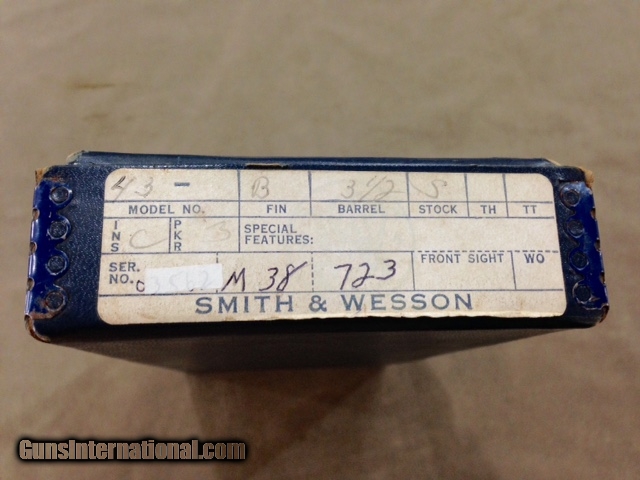 43 - B 3 1/2 S
MODEL NO. FIN BARREL STOCK TH TT
INS C PKR SPECIAL FEATURES:
SER. NO. M 38 723 FRONT SIGHT WO
SMITH & WESSON
GunsInternational.com